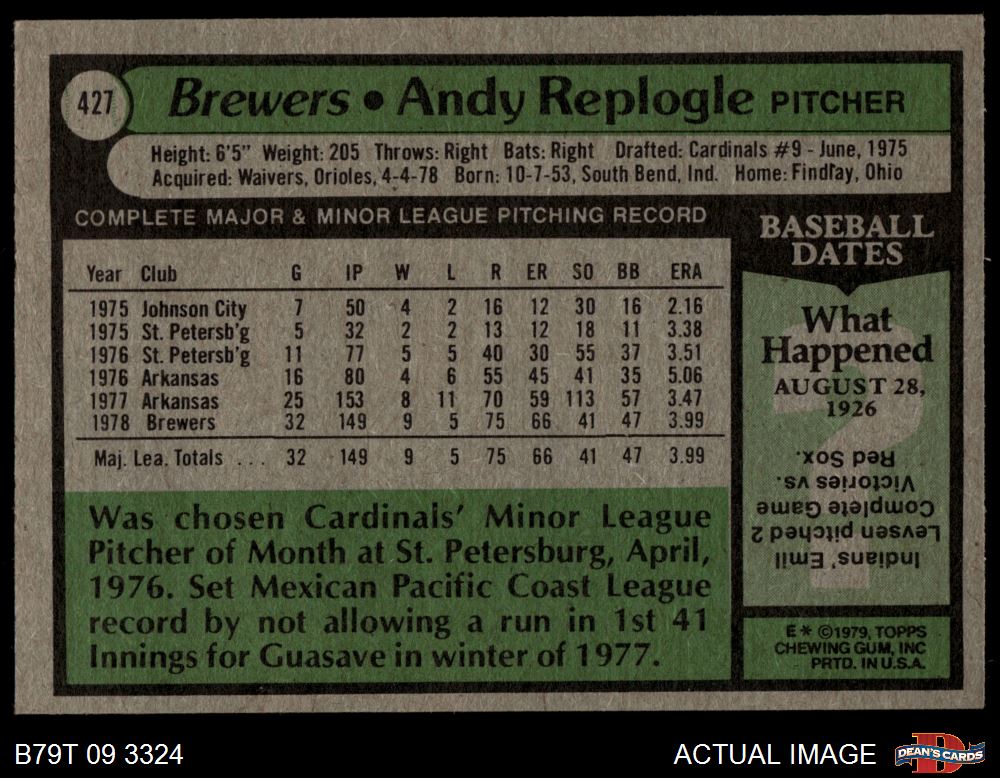 427
Brewers • Andy Replogle PITCHER
Height: 6'5" Weight: 205 Throws: Right Bats: Right Drafted: Cardinals #9 - June, 1975
Acquired: Waivers, Orioles, 4-4-78 Born: 10-7-53, South Bend, Ind. Home: Findlay, Ohio
COMPLETE MAJOR & MINOR LEAGUE PITCHING RECORD
Year Club G IP W L R ER SO BB ERA
1975 Johnson City 7 50 4 2 16 12 30 16 2.16
1975 St. Petersb'g 5 32 2 2 13 12 18 11 3.38
1976 St. Petersb'g 11 77 5 5 40 30 55 37 3.51
1976 Arkansas 16 80 4 6 55 45 41 35 5.06
1977 Arkansas 25 153 8 11 70 59 113 57 3.47
1978 Brewers 32 149 9 5 75 66 41 47 3.99
Maj. Lea. Totals ... 32 149 9 5 75 66 41 47 3.99
Was chosen Cardinals' Minor League
Pitcher of Month at St. Petersburg, April,
1976. Set Mexican Pacific Coast League
record by not allowing a run in 1st 41
Innings for Guasave in winter of 1977.
BASEBALL
DATES
What
Happened
AUGUST 28,
1926
Indians' Emil
Levsen pitched 2
Complete Game
Victories vs.
Red Sox.
E * ©1979, TOPPS
CHEWING GUM, INC
PRTD. IN U.S.A.
B79T 09 3324
ACTUAL IMAGE
DEAN'S CARDS